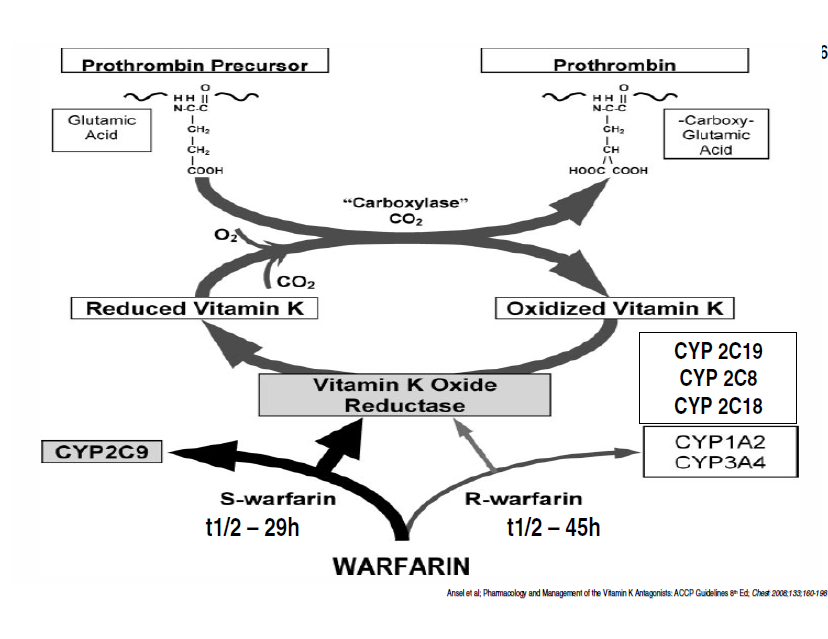 6
Prothrombin Precursor
Prothrombin
Glutamic
Acid
H H O
N-C-C
CH₂
CH₂
COOH
H H O
N-C-C
CH₂
CH
HOOC COOH
-Carboxy-
Glutamic
Acid
“Carboxylase”
CO₂
O₂
CO₂
Reduced Vitamin K
Oxidized Vitamin K
Vitamin K Oxide
Reductase
CYP 2C19
CYP 2C8
CYP 2C18
CYP1A2
CYP3A4
CYP2C9
S-warfarin
t1/2 – 29h
R-warfarin
t1/2 – 45h
WARFARIN
Ansel et al; Pharmacology and Management of the Vitamin K Antagonists: ACCP Guidelines 8th Ed; Chest 2008;133;160-198